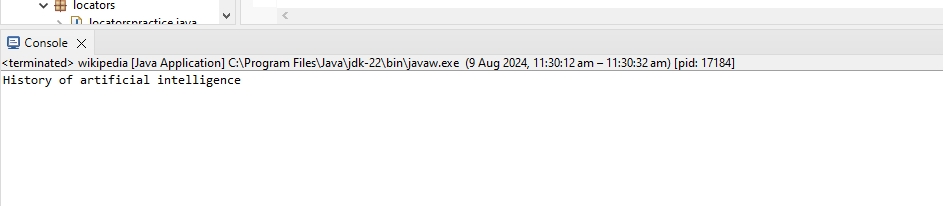 locators
locatorspractice.java
Console
<terminated> wikipedia [Java Application] C:\Program Files\Java\jdk-22\bin\javaw.exe (9 Aug 2024, 11:30:12 am – 11:30:32 am) [pid: 17184]
History of artificial intelligence